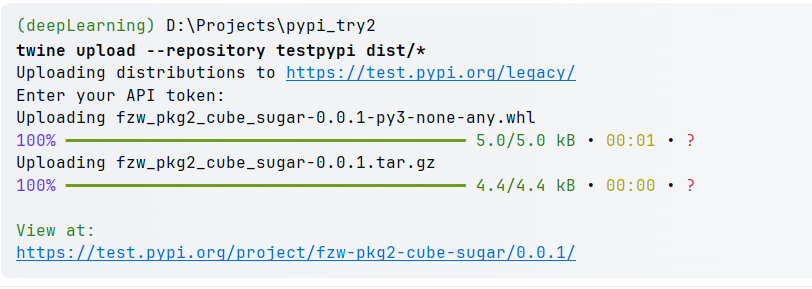 (deepLearning) D:\Projects\pypi_try2
twine upload --repository testpypi dist/*
Uploading distributions to https://test.pypi.org/legacy/
Enter your API token:
Uploading fzw_pkg2_cube_sugar-0.0.1-py3-none-any.whl
100% ━━━━━━━━━━━━━━━━━━━━━━━━━━━━━━━━━━━━━━━━ 5.0/5.0 kB • 00:01 • ?
Uploading fzw_pkg2_cube_sugar-0.0.1.tar.gz
100% ━━━━━━━━━━━━━━━━━━━━━━━━━━━━━━━━━━━━━━━━ 4.4/4.4 kB • 00:00 • ?
View at:
https://test.pypi.org/project/fzw-pkg2-cube-sugar/0.0.1/